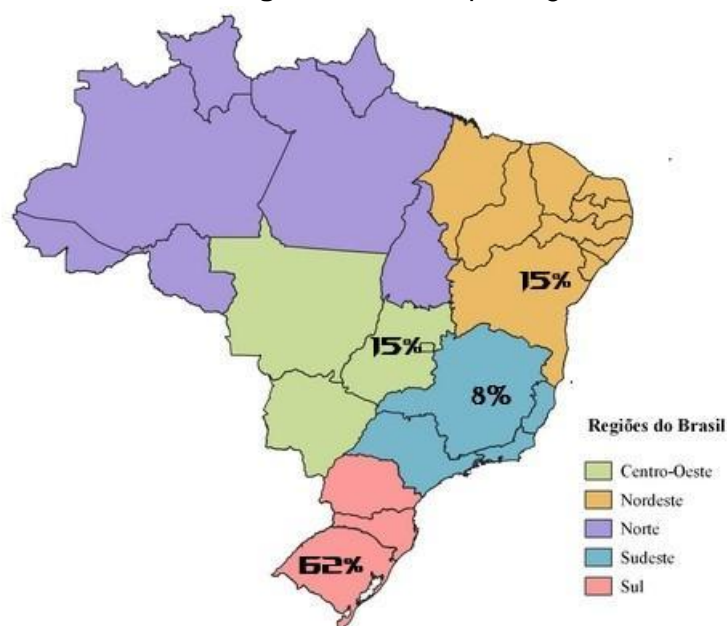 15%
15%
8%
Regiões do Brasil
Centro-Oeste
Nordeste
Norte
Sudeste
Sul
62%